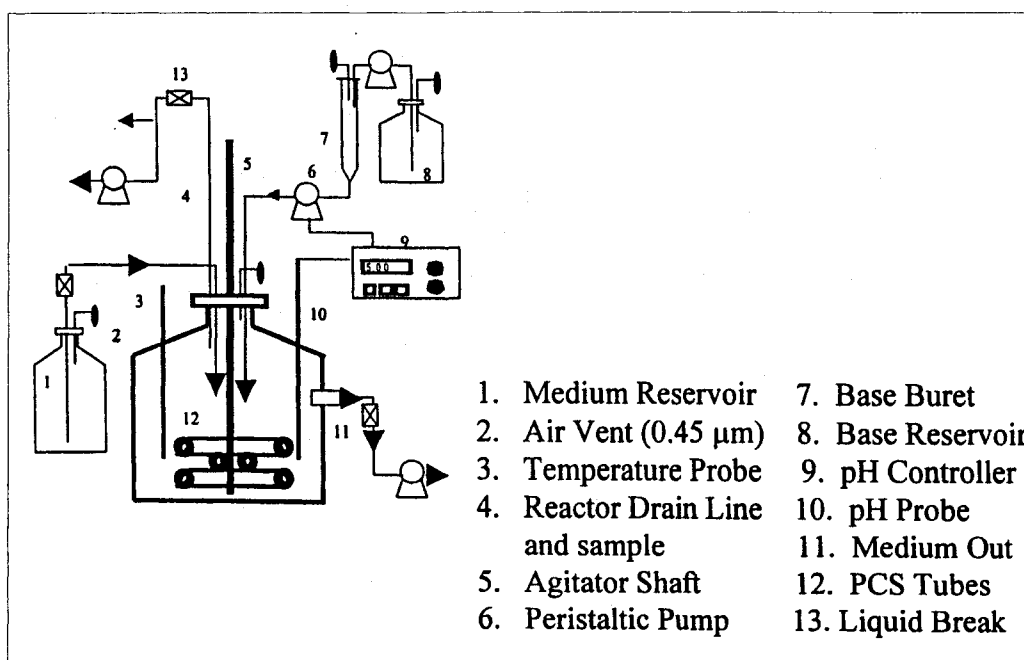 13
5
6
7
8
4
9
5.00
3
10
2
1
12
11
1. Medium Reservoir
2. Air Vent (0.45 μm)
3. Temperature Probe
4. Reactor Drain Line
and sample
5. Agitator Shaft
6. Peristaltic Pump
7. Base Buret
8. Base Reservoir
9. pH Controller
10. pH Probe
11. Medium Out
12. PCS Tubes
13. Liquid Break